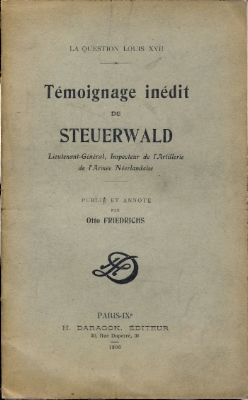 LA QUESTION LOUIS XVII
Témoignage inédit
DE
STEUERWALD
Lieutenant-Général, Inspecteur de l'Artillerie
de l'Armée Néerlandaise
PUBLIÉ ET ANNOTÉ
PAR
Otto FRIEDRICHS
PARIS-IXe
H. DARAGON, ÉDITEUR
30, Rue Duperré, 30